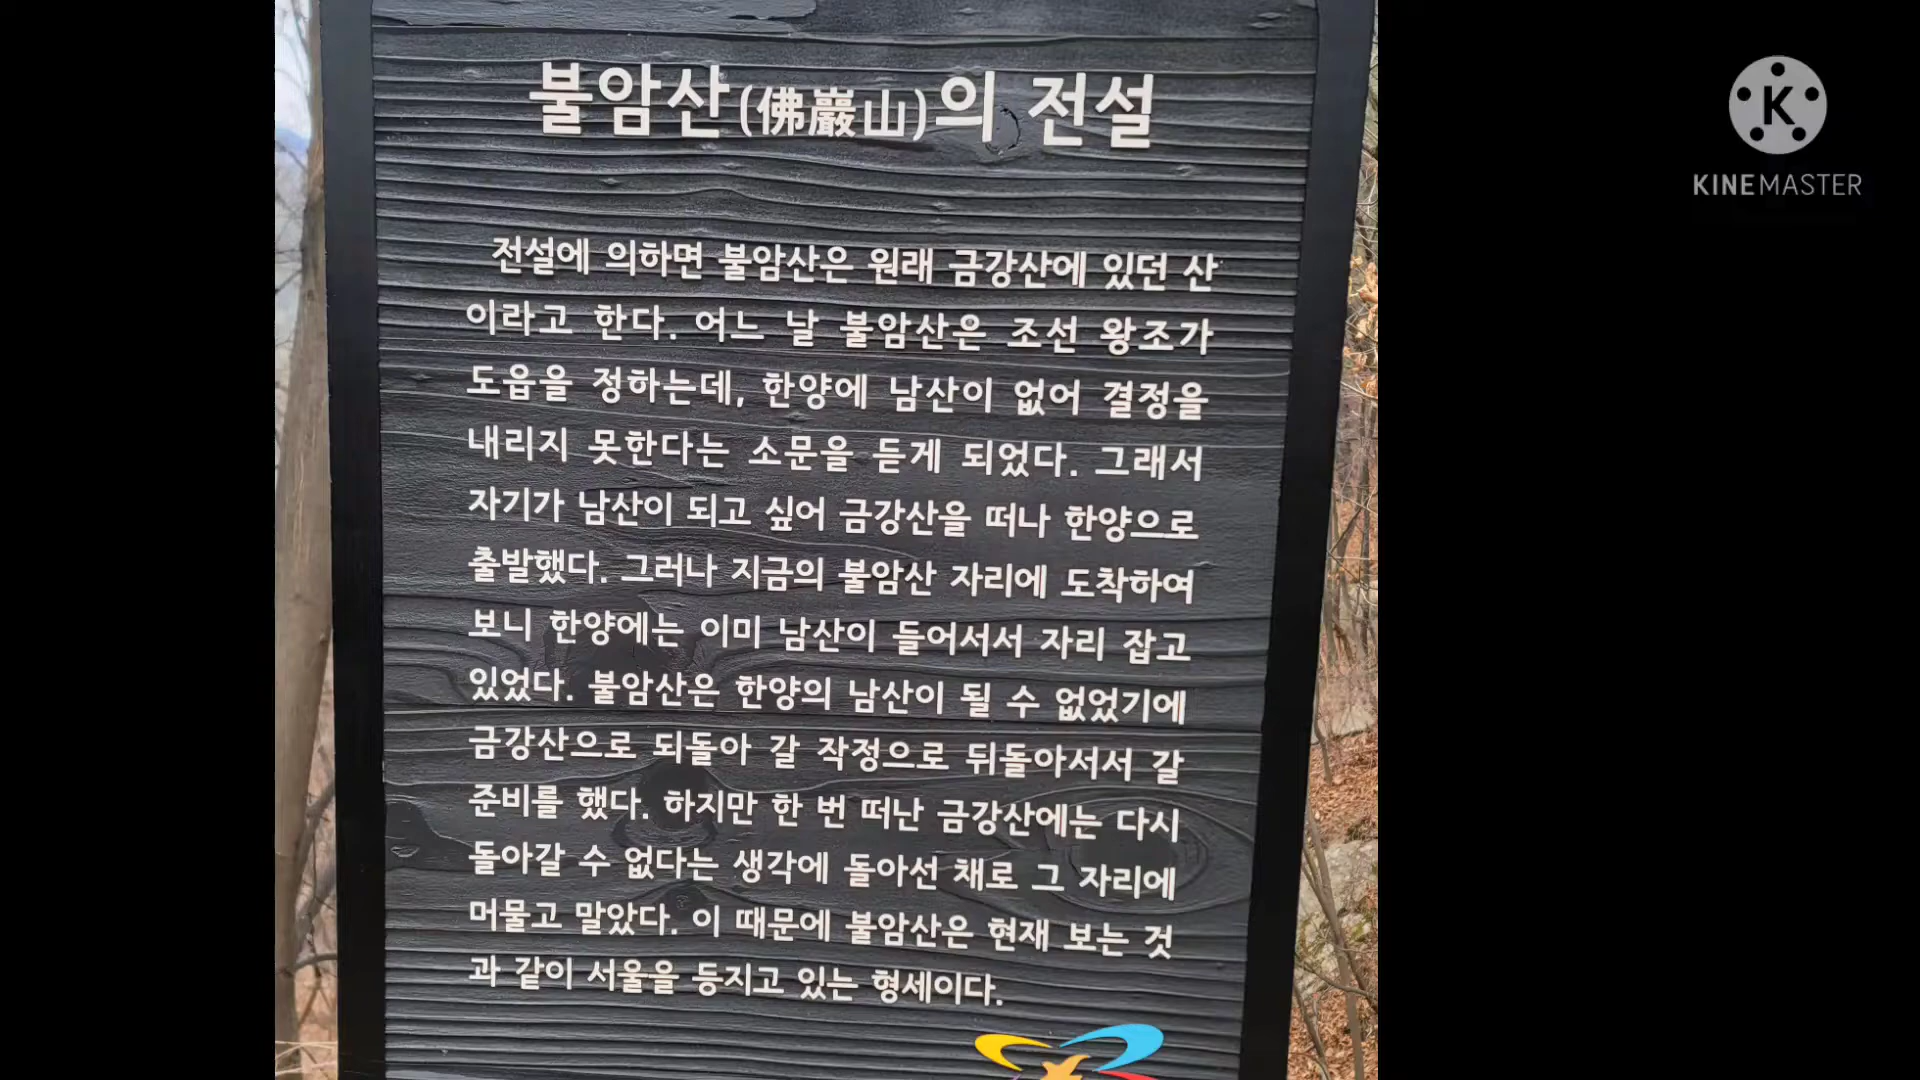 불암산(佛巖山)의 전설
전설에 의하면 불암산은 원래 금강산에 있던 산
이라고 한다. 어느 날 불암산은 조선 왕조가
도읍을 정하는데, 한양에 남산이 없어 결정을
내리지 못한다는 소문을 듣게 되었다. 그래서
자기가 남산이 되고 싶어 금강산을 떠나 한양으로
출발했다. 그러나 지금의 불암산 자리에 도착하여
보니 한양에는 이미 남산이 들어서서 자리 잡고
있었다. 불암산은 한양의 남산이 될 수 없었기에
금강산으로 되돌아 갈 작정으로 뒤돌아서서 갈
준비를 했다. 하지만 한 번 떠난 금강산에는 다시
돌아갈 수 없다는 생각에 돌아선 채로 그 자리에
머물고 말았다. 이 때문에 불암산은 현재 보는 것
과 같이 서울을 등지고 있는 형세이다.
K
KINEMASTER